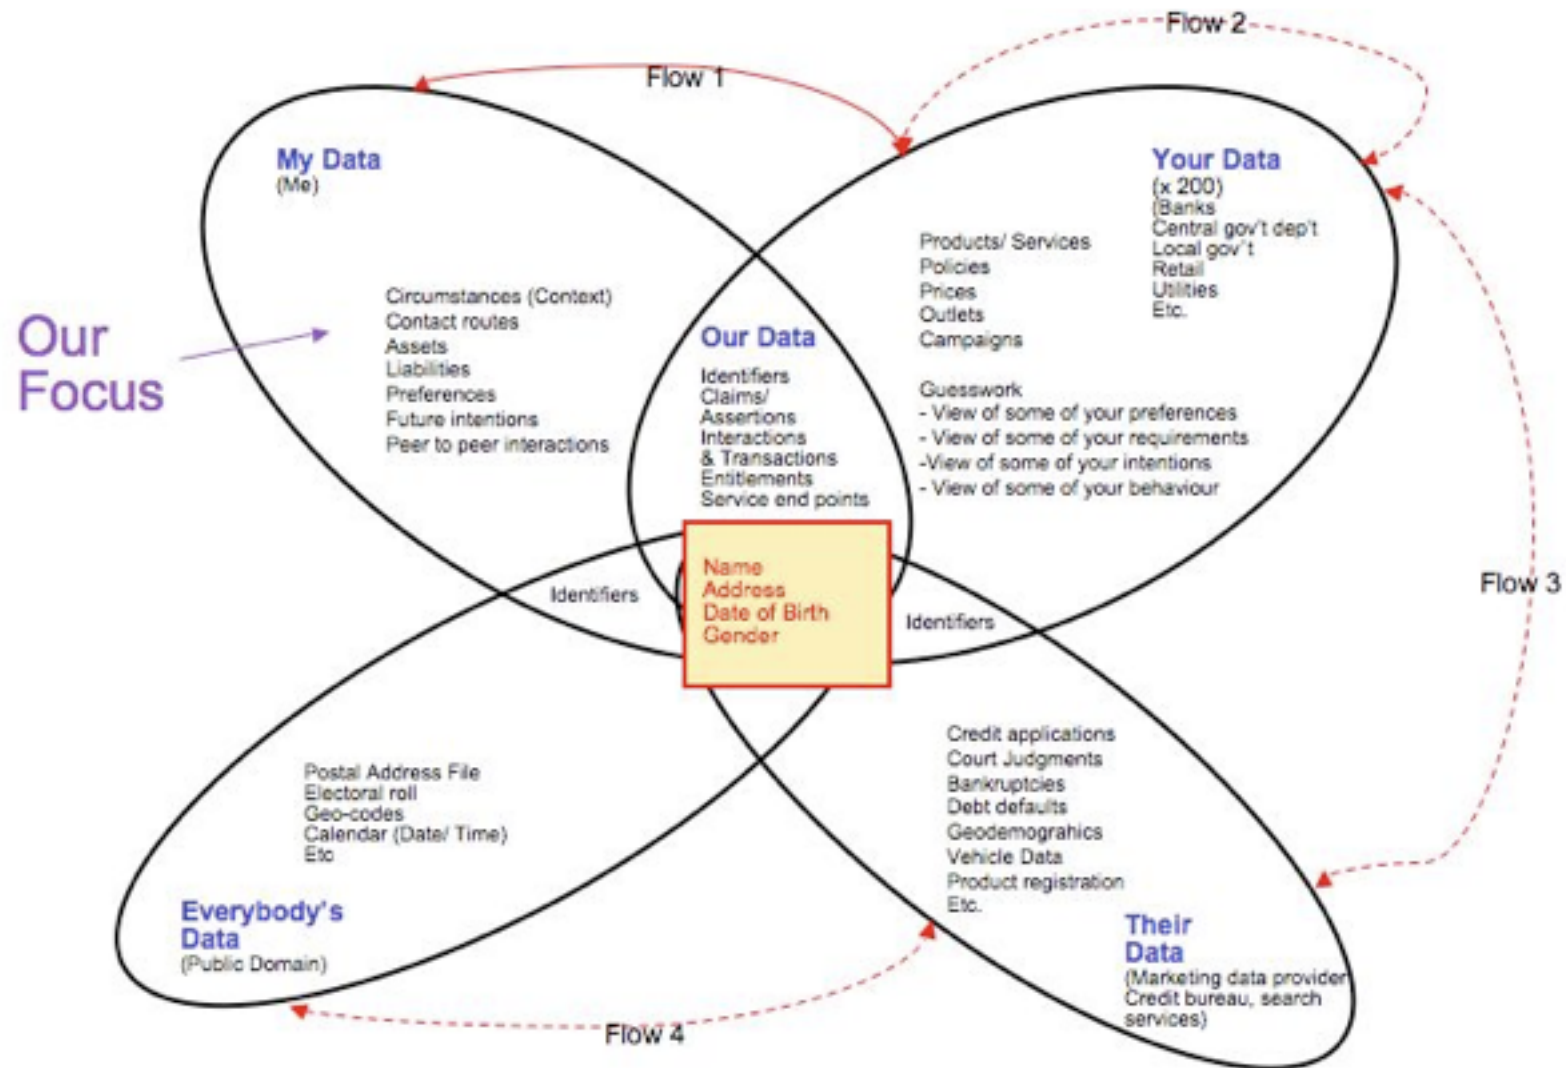 Flow 2
Flow 1
My Data
(Me)
Your Data
(x 200)
(Banks
Central gov't dep't
Local gov't
Retail
Utilities
Etc.
Products/ Services
Policies
Prices
Outlets
Campaigns
Guesswork
- View of some of your preferences
- View of some of your requirements
-View of some of your intentions
- View of some of your behaviour
Our
Focus
Circumstances (Context)
Contact routes
Assets
Liabilities
Preferences
Future intentions
Peer to peer interactions
Our Data
Identifiers
Claims/
Assertions
Interactions
& Transactions
Entitlements
Service end points
Name
Address
Date of Birth
Gender
Identifiers
Identifiers
Flow 3
Postal Address File
Electoral roll
Geo-codes
Calendar (Date/ Time)
Etc
Everybody's
Data
(Public Domain)
Credit applications
Court Judgments
Bankruptcies
Debt defaults
Geodemograhics
Vehicle Data
Product registration
Etc.
Their
Data
(Marketing data provider
Credit bureau, search
services)
Flow 4